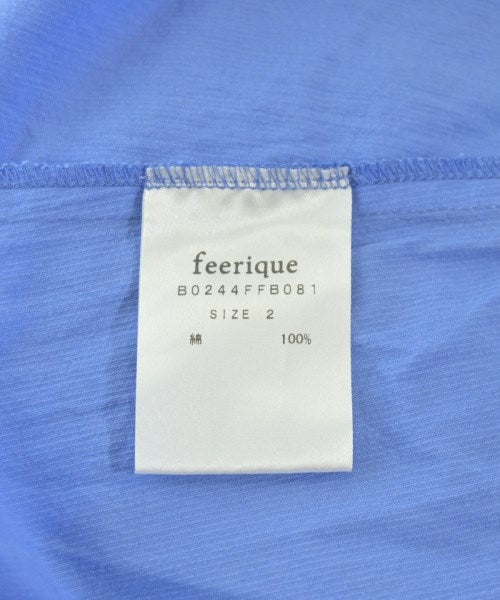 feerique
B0244FFB081
SIZE 2
綿 100%